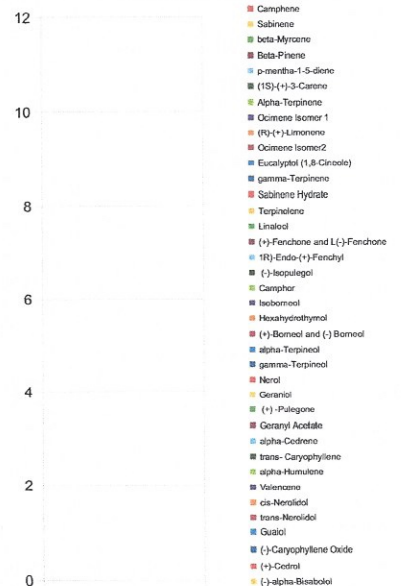 12
10
8
6
4
2
0
Camphene
Sabinene
beta-Myrcene
Beta-Pinene
p-mentha-1-5-diene
(1S)-(+)-3-Carene
Alpha-Terpinene
Ocimene Isomer 1
(R)-(+)-Limonene
Ocimene Isomer2
Eucalyptol (1,8-Cineole)
gamma-Terpinene
Sabinene Hydrate
Terpinolene
Linalool
(+)-Fenchone and L(-)-Fenchone
1R)-Endo-(+)-Fenchyl
(-)-Isopulegol
Camphor
Isoborneol
Hexahydrothymol
(+)-Borneol and (-) Borneol
alpha-Terpineol
gamma-Terpineol
Nerol
Geraniol
(+) -Pulegone
Geranyl Acetate
alpha-Cedrene
trans- Caryophyllene
alpha-Humulene
Valencene
cis-Nerolidol
trans-Nerolidol
Guaiol
(-)-Caryophyllene Oxide
(+)-Cedrol
(-)-alpha-Bisabolol